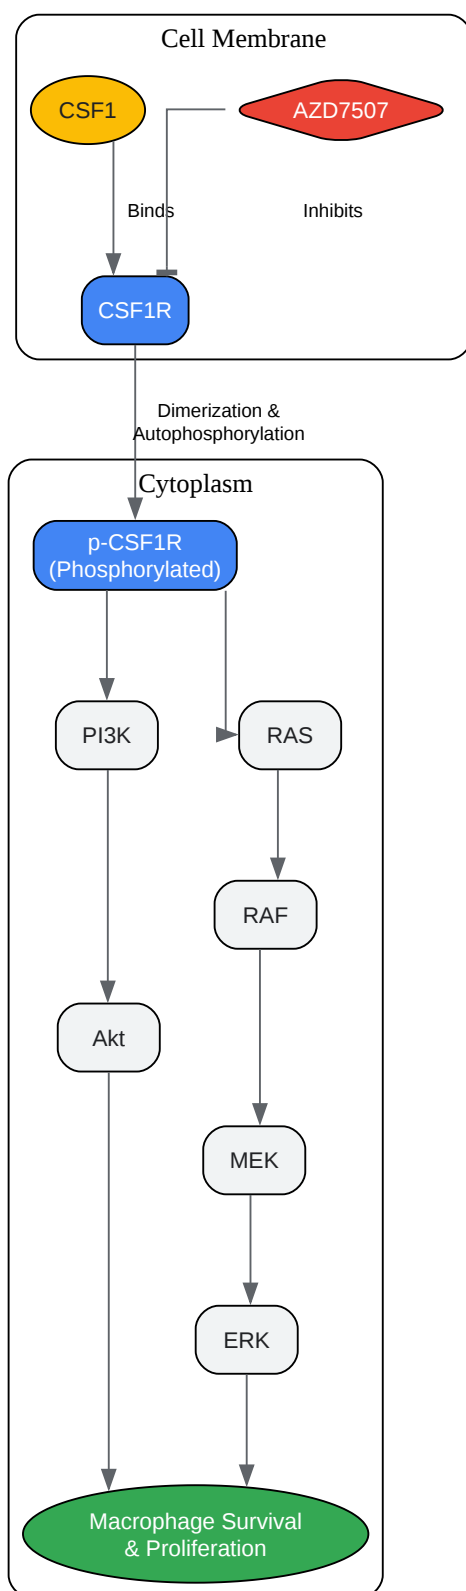 Cell Membrane
CSF1
AZD7507
Binds
Inhibits
CSF1R
Dimerization &
Autophosphorylation
Cytoplasm
p-CSF1R
(Phosphorylated)
PI3K
RAS
RAF
Akt
MEK
ERK
Macrophage Survival
& Proliferation